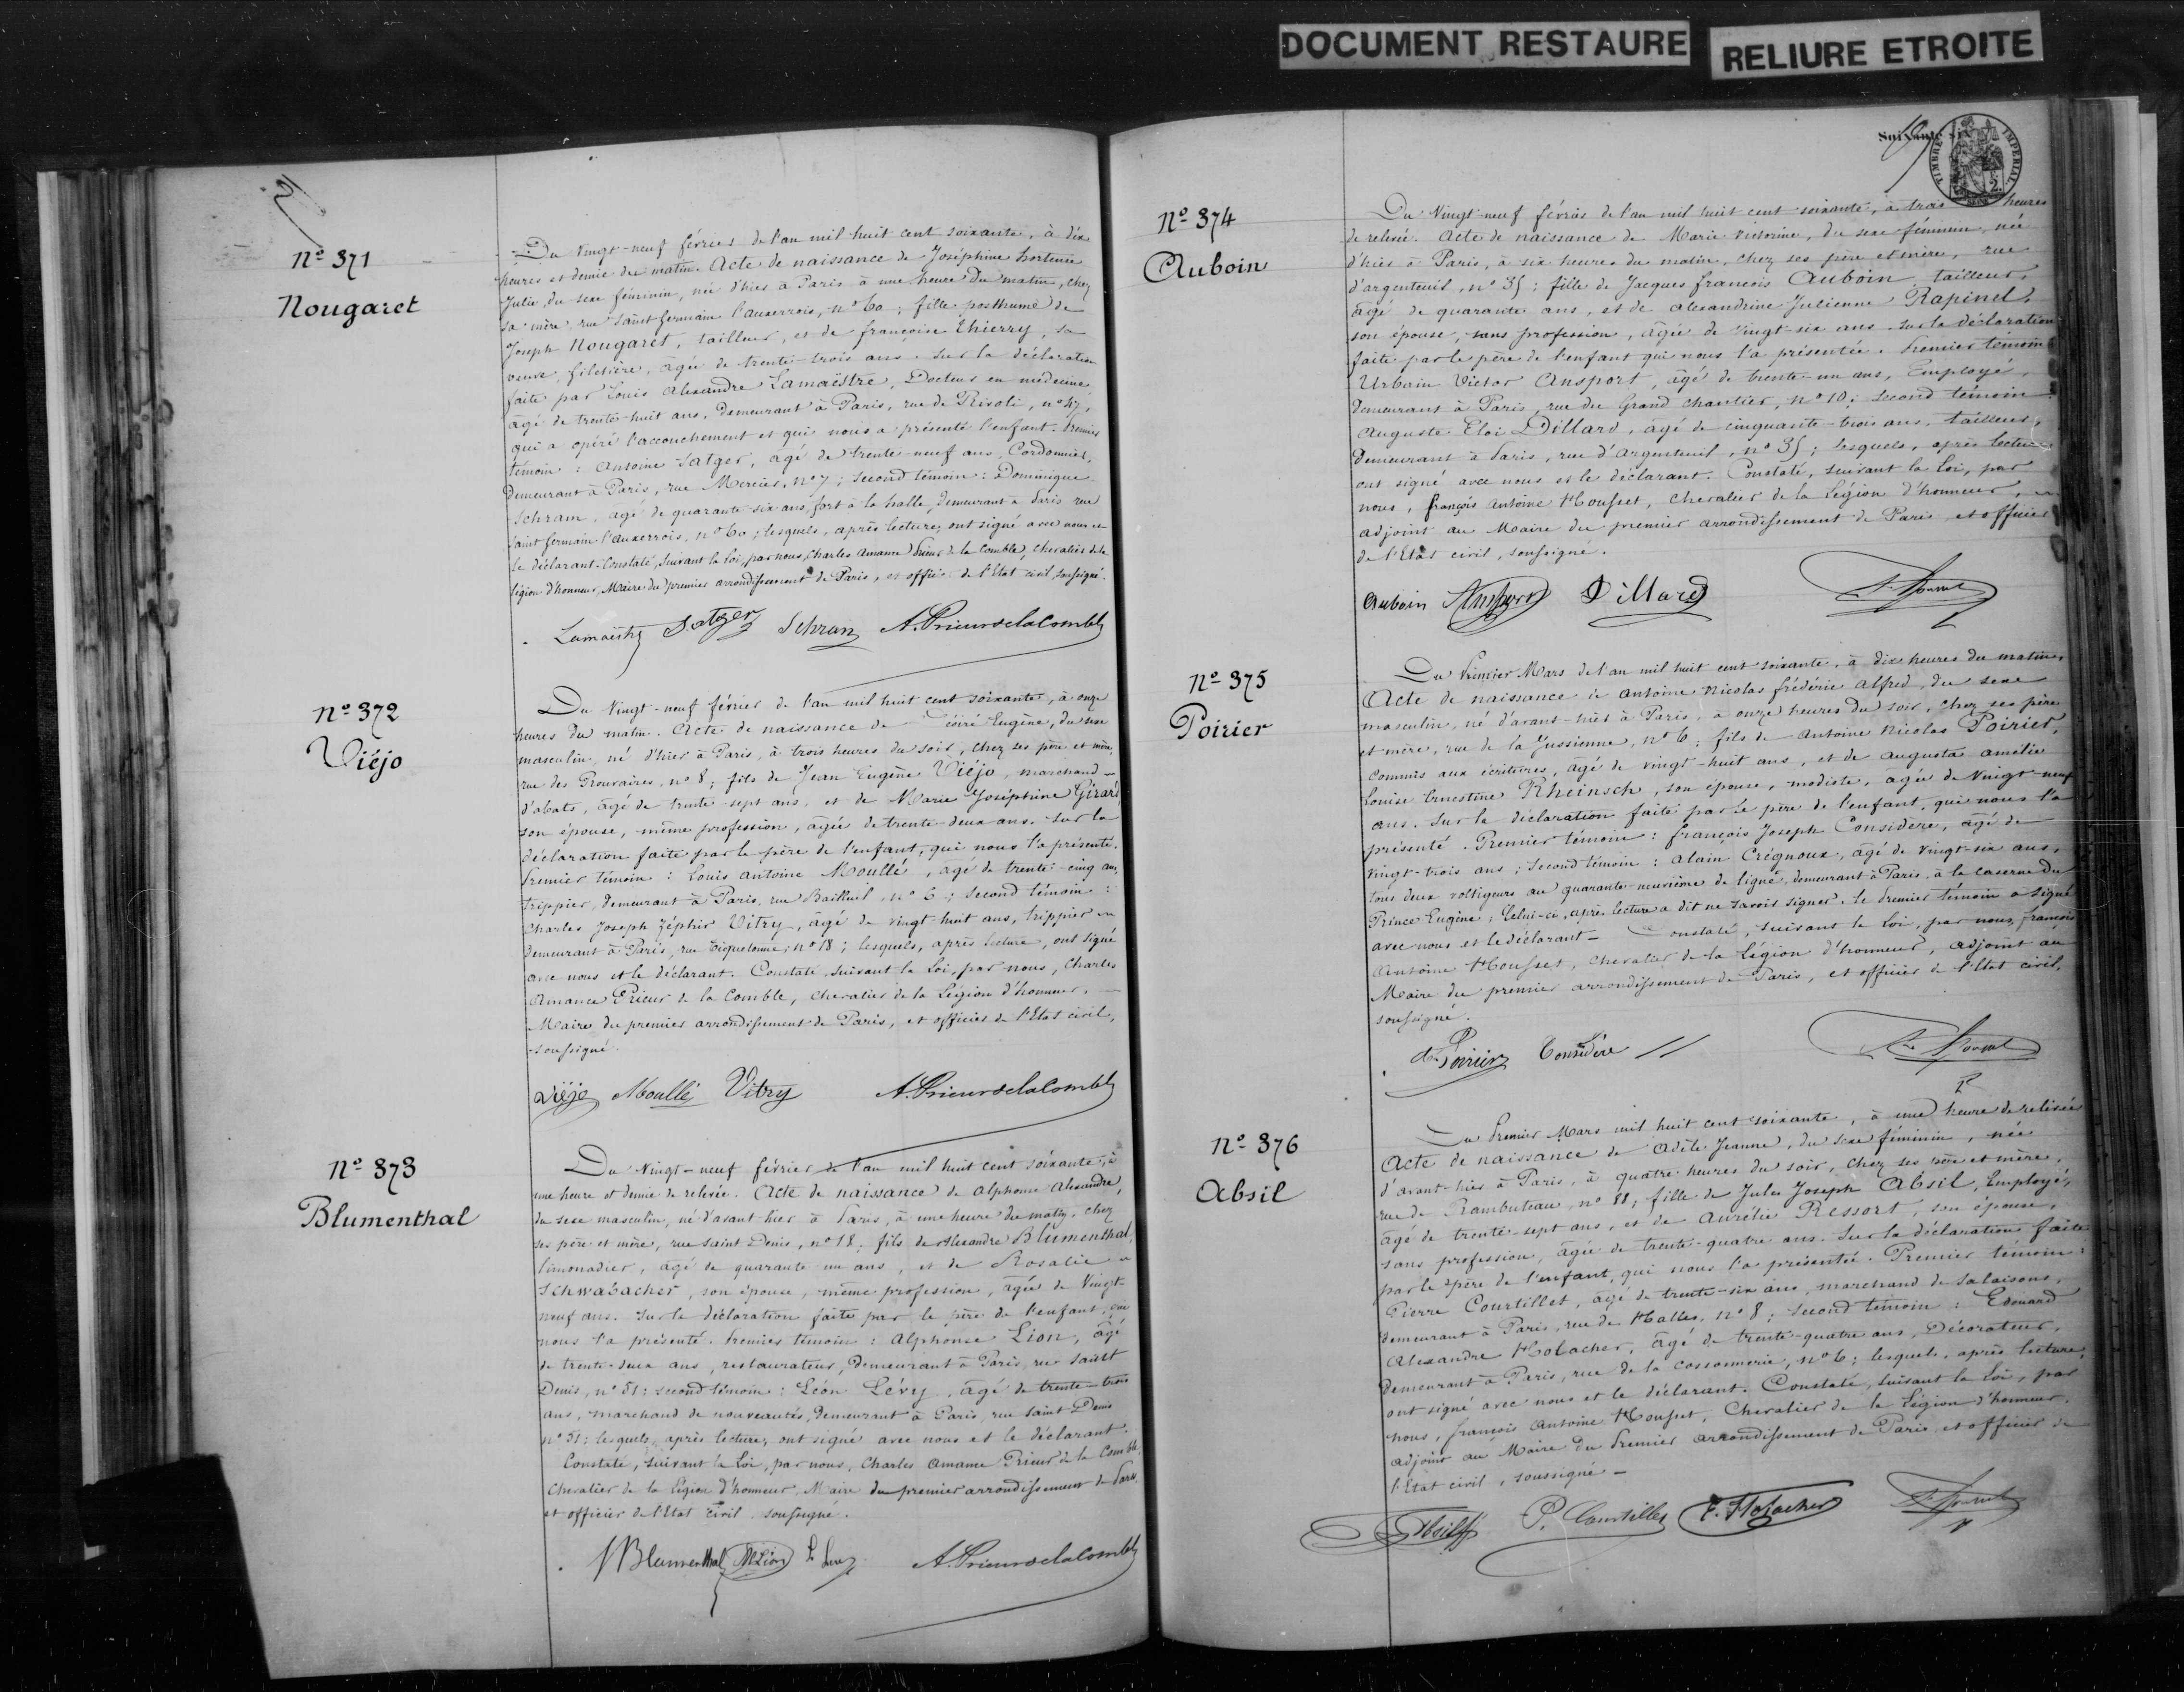 DOCUMENT RESTAURE
RELIURE ETROITE
Nº 371
Nougaret
Du Vingt-neuf février de l'an mil huit cent soixante, à dix
heures et demie du matin. Acte de naissance de Joséphine hortense
Julie, du sexe féminin, née d'hier à Paris à une heure du matin, chez
sa mère, rue Saint Germain l'auxerrois, nº 60; fille posthume de
Joseph Nougaret, tailleur, et de françoise Thierry, sa
veuve, giletière, âgée de trente-trois ans. Sur la déclaration
faite par Louis Alexandre Lamaëstre, Docteur en médecine
âgé de trente-huit ans, demeurant à Paris, rue de Rivoli, nº 47,
qui a opéré l'accouchement et qui nous a présenté l'enfant. Premier
témoin: Antoine Satger, âgé de trente-neuf ans, Cordonnier,
demeurant à Paris, rue Mercier, nº 7; second témoin: Dominique
Schram, âgé de quarante-six ans, fort à la halle, demeurant à Paris rue
Saint Germain l'auxerrois, nº 60; lesquels, après lecture, ont signé avec nous et
le déclarant. Constaté, suivant la Loi, par nous, Charles Amance Prieur de la Comble, chevalier de la
légion d'honneur, Maire du premier arrondissement de Paris, et officier de l'Etat civil, soussigné.
Lamaëstre Satger Schram A. Prieur de la Comble
Nº 372
Viéjo
Du Vingt-neuf février de l'an mil huit cent soixante, à onze
heures du matin. Acte de naissance de Désiré Eugène, du sexe
masculin, né d'hier à Paris, à trois heures du soir, chez ses père et mère,
rue des Prouvaires, nº 8; fils de Jean Eugène Viéjo, marchand
d'abats, âgé de trente-sept ans, et de Marie Joséphine Girard,
son épouse, même profession, âgée de trente-deux ans. Sur la
déclaration faite par le père de l'enfant, qui nous l'a présenté.
Premier témoin: Louis Antoine Moullé, âgé de trente-cinq ans,
trippier, demeurant à Paris, rue Bailleul, nº 6; second témoin:
Charles Joseph Zéphir Vitry, âgé de vingt-huit ans, trippier
demeurant à Paris, rue Tiquetonne, nº 18; lesquels, après lecture, ont signé
avec nous et le déclarant. Constaté suivant la Loi, par nous, Charles
Amance Prieur de la Comble, chevalier de la Légion d'honneur,
Maire du premier arrondissement de Paris, et officier de l'Etat civil,
soussigné.
Viéjo Moullé Vitry A. Prieur de la Comble
Nº 373
Blumenthal
Du Vingt-neuf février de l'an mil huit cent soixante, à
une heure et demie de relevée. Acte de naissance de Alphonse Alexandre,
du sexe masculin, né d'avant-hier à Paris, à une heure du matin, chez
ses père et mère, rue Saint Denis, nº 18; fils de Alexandre Blumenthal,
limonadier, âgé de quarante un ans, et de Rosalie
Schwabacher, son épouse, même profession, âgée de Vingt-
neuf ans. Sur la déclaration faite par le père de l'enfant, qui
nous l'a présenté. Premier témoin: Alphonse Lion, âgé
de trente-deux ans, restaurateur, demeurant à Paris, rue Saint
Denis, nº 51; second témoin: Léon Lévy, âgé de trente-trois
ans, marchand de nouveautés, demeurant à Paris, rue Saint Denis
nº 51; lesquels, après lecture, ont signé avec nous et le déclarant.
Constaté, suivant la Loi, par nous, Charles Amance Prieur de la Comble
Chevalier de la Légion d'honneur, Maire du premier arrondissement de Paris,
et officier de l'Etat civil soussigné.
Blumenthal Lion L. Levy A. Prieur de la Comble
Soixante six
TIMBRE IMPERIAL
Nº 374
Auboin
Du Vingt-neuf février de l'an mil huit cent soixante, à trois heures
de relevée. Acte de naissance de Marie Victorine, du sexe féminin, née
d'hier à Paris, à six heures du matin, chez ses père et mère, rue
d'argenteuil, nº 35; fille de Jacques françois Auboin, tailleur,
âgé de quarante ans, et de Alexandrine Julienne Rapinel,
son épouse, sans profession, âgée de vingt-six ans. Sur la déclaration
faite par le père de l'enfant qui nous l'a présentée. Premier témoin
Urbain Victor Ansport, âgé de trente-un ans, Employé,
demeurant à Paris, rue du Grand Chantier, nº 10; second témoin:
Auguste Eloi Dillard, âgé de cinquante-trois ans, tailleur,
demeurant à Paris, rue d'argenteuil, nº 35; lesquels, après lecture
ont signé avec nous et le déclarant. Constaté, suivant la Loi, par
nous, françois Antoine Housset, chevalier de la Légion d'honneur,
adjoint au Maire du premier arrondissement de Paris, et officier
de l'Etat civil, soussigné.
Auboin Ansport Dillard
Nº 375
Poirier
Du Premier Mars de l'an mil huit cent soixante, à dix heures du matin.
Acte de naissance de Antoine Nicolas frédéric Alfred, du sexe
masculin, né d'avant-hier à Paris, à onze heures du soir, chez ses père
et mère, rue de la Jussienne, nº 6; fils de Antoine Nicolas Poirier,
commis aux écritures, âgé de vingt-huit ans, et de Augusta Amélie
Louise Ernestine Rheinsch, son épouse, modiste, âgée de Vingt-neuf
ans. Sur la déclaration faite par le père de l'enfant, qui nous l'a
présenté. Premier témoin: françois Joseph Considère, âgé de
vingt-trois ans; second témoin: Alain Crégnoux, âgé de vingt-six ans,
tous deux voltigeurs au quarante-neuvième de ligne, demeurant à Paris, à la caserne du
Prince Eugène; Celui-ci, après lecture a dit ne savoir signer. le Premier témoin a signé
avec nous et le déclarant. Constaté, suivant la Loi, par nous, françois
Antoine Housset, chevalier de la Légion d'honneur, adjoint au
Maire du premier arrondissement de Paris, et officier de l'Etat civil,
soussigné.
Poirier Considère
Nº 376
Absil
Du Premier Mars mil huit cent soixante, à une heure de relevée
Acte de naissance de Adèle Jeanne, du sexe féminin, née
d'avant-hier à Paris, à quatre heures du soir, chez ses père et mère,
rue de Rambuteau, nº 88; fille de Jules Joseph Absil, Employé,
âgé de trente-sept ans, et de Aurélie Ressort, son épouse,
sans profession, âgée de trente-quatre ans. Sur la déclaration faite
par le père de l'enfant, qui nous l'a présentée. Premier témoin:
Pierre Courtillet, âgé de trente-six ans, marchand de salaisons,
demeurant à Paris, rue des Halles, nº 8; second témoin: Edouard
Alexandre Holacher, âgé de trente-quatre ans, Décorateur,
demeurant à Paris, rue de la Cossonnerie, nº 6; lesquels, après lecture,
ont signé avec nous et le déclarant. Constaté, suivant la Loi, par
nous, françois Antoine Housset, Chevalier de la Légion d'honneur,
adjoint au Maire du Premier arrondissement de Paris, et officier de
l'Etat civil, soussigné
Absil P. Courtillet E. Holacher